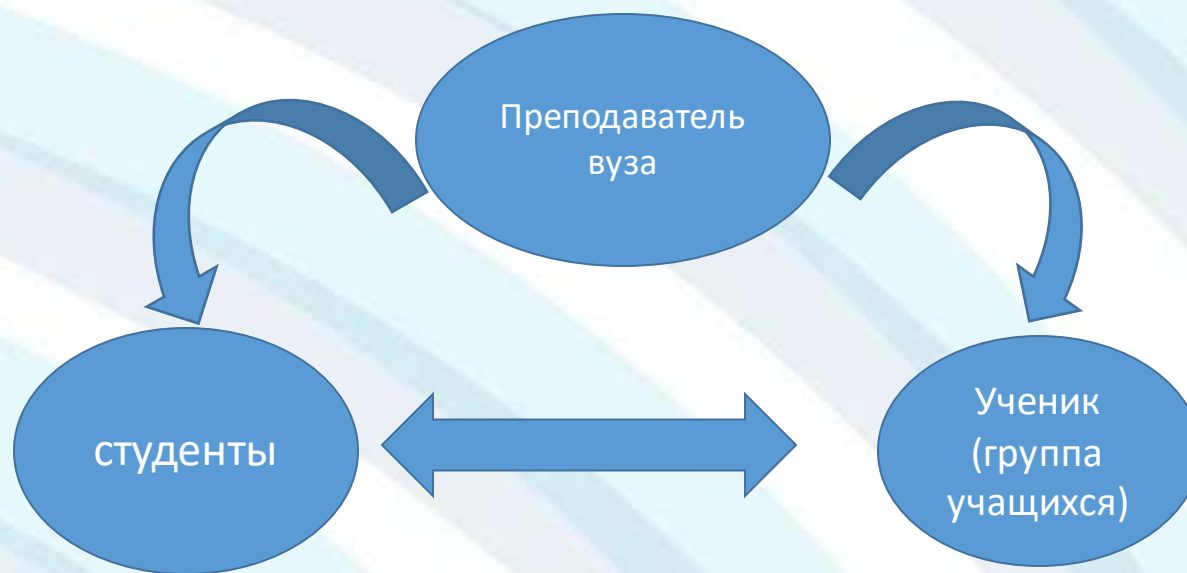 Преподаватель
вуза
студенты
Ученик
(группа
учащихся)